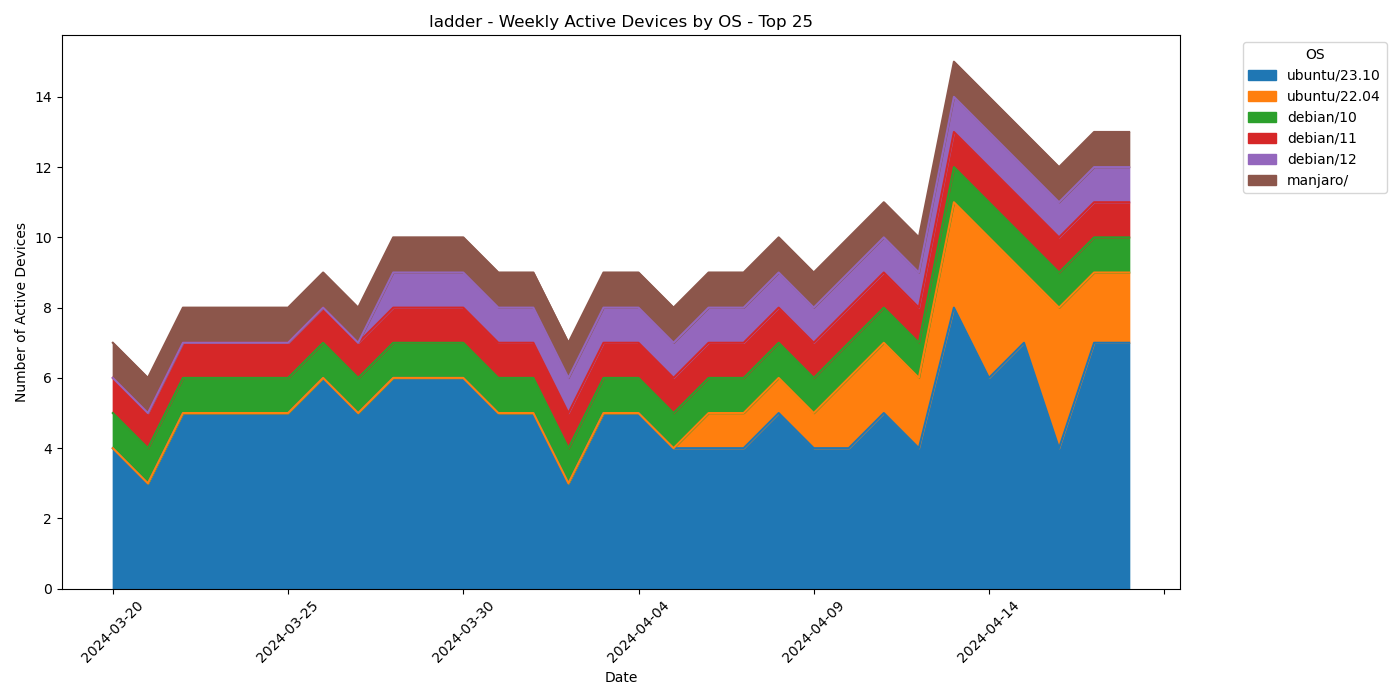 ladder - Weekly Active Devices by OS - Top 25
Number of Active Devices
14
12
10
8
6
4
2
0
2024-03-20
2024-03-25
2024-03-30
2024-04-04
2024-04-09
2024-04-14
Date
OS
ubuntu/23.10
ubuntu/22.04
debian/10
debian/11
debian/12
manjaro/